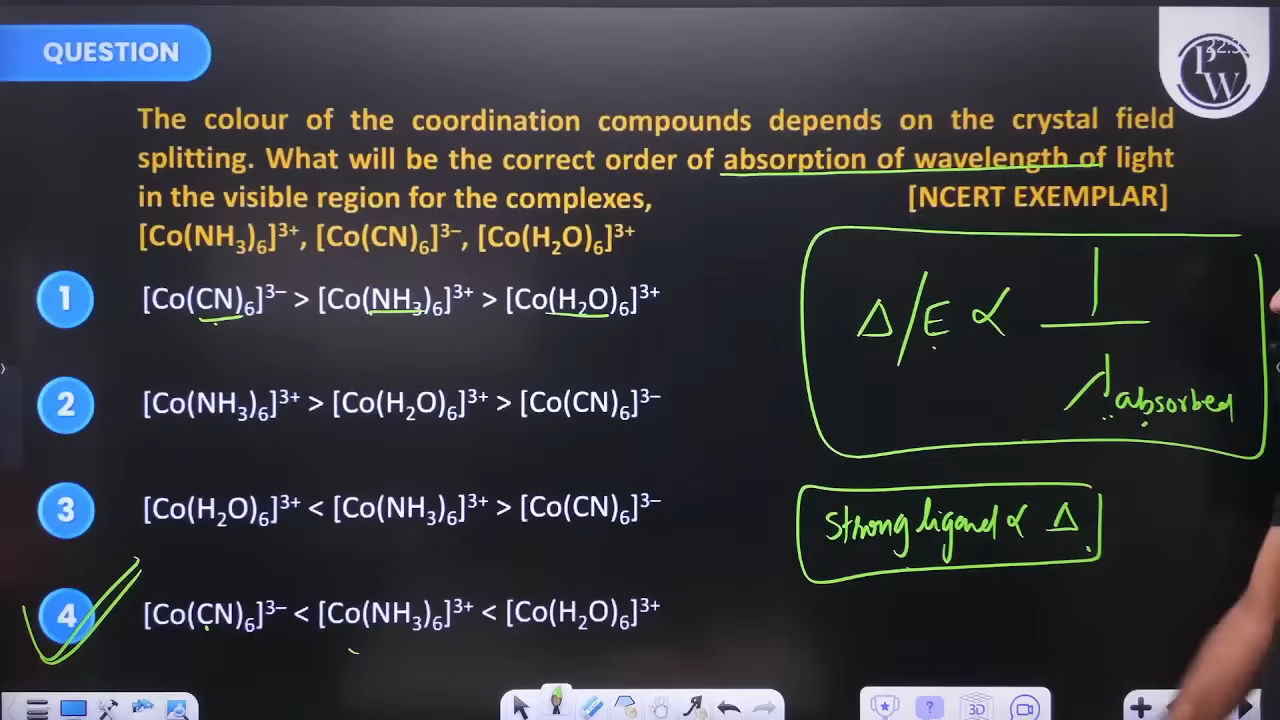 QUESTION
22:3
PW
The colour of the coordination compounds depends on the crystal field
splitting. What will be the correct order of absorption of wavelength of light
in the visible region for the complexes, [NCERT EXEMPLAR]
[Co(NH₃)₆]³⁺, [Co(CN)₆]³⁻, [Co(H₂O)₆]³⁺
1 [Co(CN)₆]³⁻ > [Co(NH₃)₆]³⁺ > [Co(H₂O)₆]³⁺
2 [Co(NH₃)₆]³⁺ > [Co(H₂O)₆]³⁺ > [Co(CN)₆]³⁻
3 [Co(H₂O)₆]³⁺ < [Co(NH₃)₆]³⁺ > [Co(CN)₆]³⁻
4 [Co(CN)₆]³⁻ < [Co(NH₃)₆]³⁺ < [Co(H₂O)₆]³⁺
Δ/E ∝ 1
λabsorbed
Strong ligand ∝ Δ
?
3D